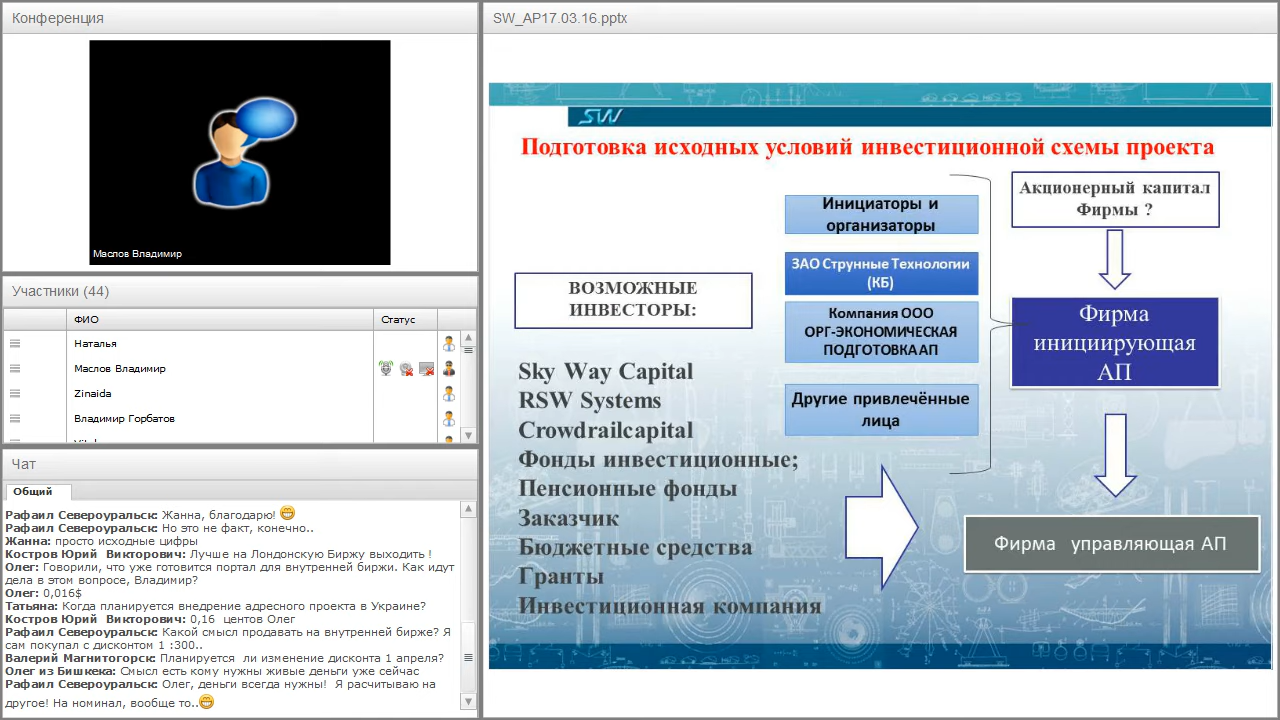 Конференция
Маслов Владимир
Участники (44)
ФИО
Статус
Наталья
Маслов Владимир
Zinaida
Владимир Горбатов
Чат
Общий
Рафаил Североуральск: Жанна, благодарю!
Рафаил Североуральск: Но это не факт, конечно..
Жанна: просто исходные цифры
Костров Юрий Викторович: Лучше на Лондонскую Биржу выходить !
Олег: Говорили, что уже готовится портал для внутренней биржи. Как идут
дела в этом вопросе, Владимир?
Олег: 0,016$
Татьяна: Когда планируется внедрение адресного проекта в Украине?
Костров Юрий Викторович: 0,16 центов Олег
Рафаил Североуральск: Какой смысл продавать на внутренней бирже? Я
сам покупал с дисконтом 1 :300..
Валерий Магнитогорск: Планируется ли изменение дисконта 1 апреля?
Олег из Бишкека: Смысл есть кому нужны живые деньги уже сейчас
Рафаил Североуральск: Олег, деньги всегда нужны! Я расчитываю на
другие! На номинал, вообще то..
SW_AP17.03.16.pptx
SW
Подготовка исходных условий инвестиционной схемы проекта
ВОЗМОЖНЫЕ
ИНВЕСТОРЫ:
Sky Way Capital
RSW Systems
Crowdrailcapital
Фонды инвестиционные;
Пенсионные фонды
Заказчик
Бюджетные средства
Гранты
Инвестиционная компания
Инициаторы и
организаторы
ЗАО Струнные Технологии
(КБ)
Компания ООО
ОРГ-ЭКОНОМИЧЕСКАЯ
ПОДГОТОВКА АП
Другие привлечённые
лица
Акционерный капитал
Фирмы ?
Фирма
инициирующая
АП
Фирма управляющая АП